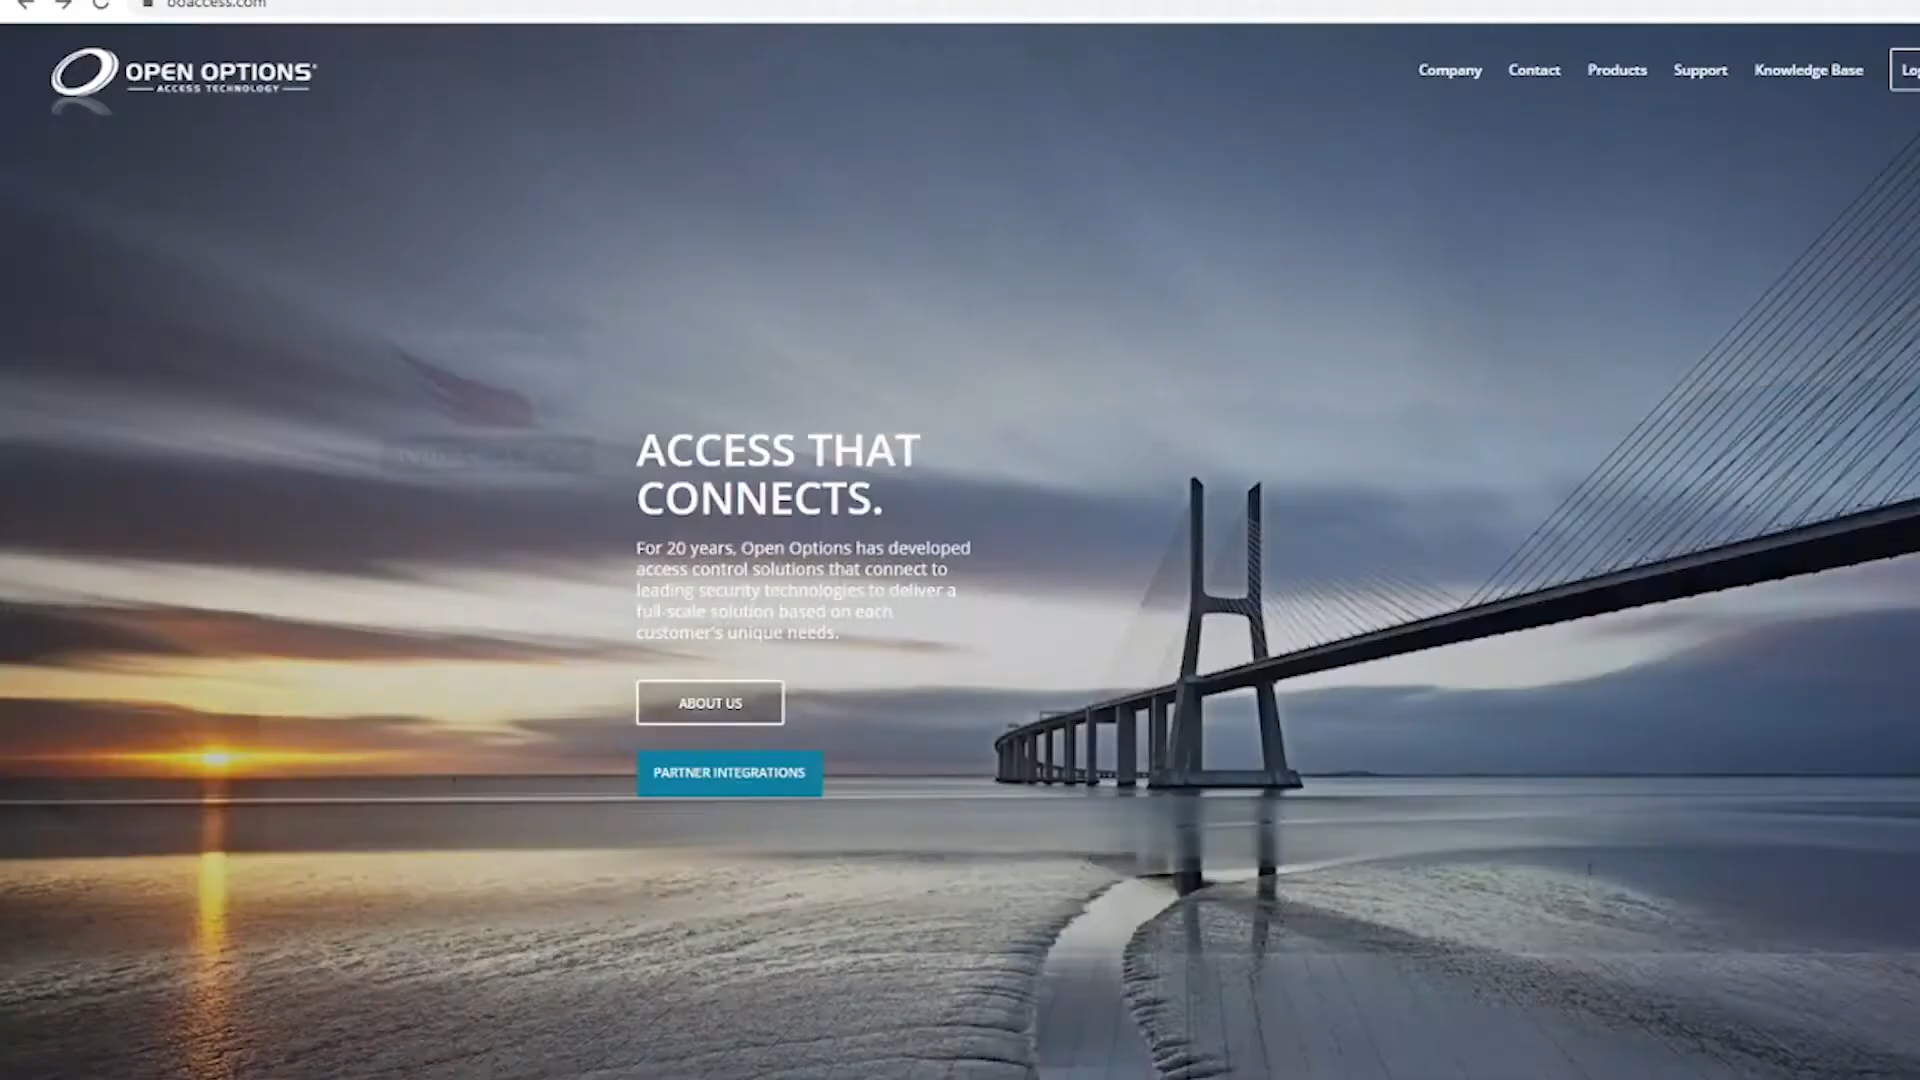 ooaccess.com
OPEN OPTIONS
ACCESS TECHNOLOGY
Company
Contact
Products
Support
Knowledge Base
ACCESS THAT
CONNECTS.
For 20 years, Open Options has developed
access control solutions that connect to
leading security technologies to deliver a
full-scale solution based on each
customer's unique needs.
ABOUT US
PARTNER INTEGRATIONS